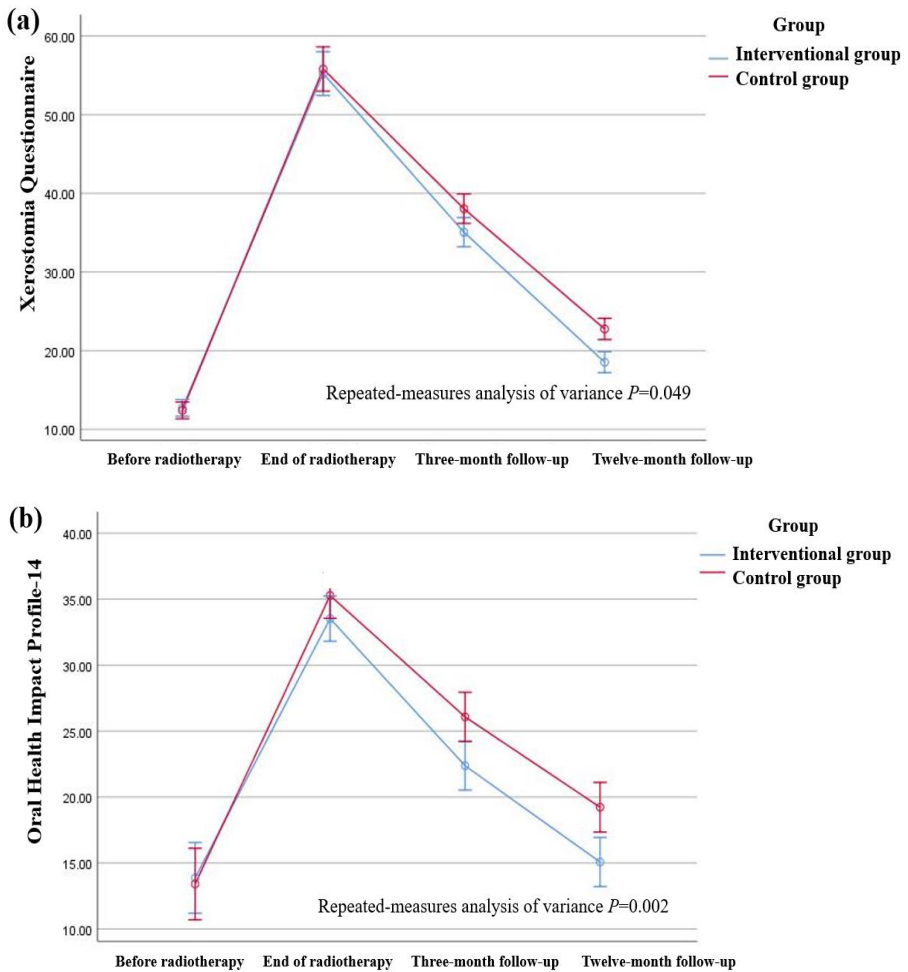 (a)
Xerostomia Questionnaire
60.00
50.00
40.00
30.00
20.00
10.00
Group
Interventional group
Control group
Repeated-measures analysis of variance P=0.049
Before radiotherapy
End of radiotherapy
Three-month follow-up
Twelve-month follow-up
(b)
Oral Health Impact Profile-14
40.00
35.00
30.00
25.00
20.00
15.00
10.00
Group
Interventional group
Control group
Repeated-measures analysis of variance P=0.002
Before radiotherapy
End of radiotherapy
Three-month follow-up
Twelve-month follow-up